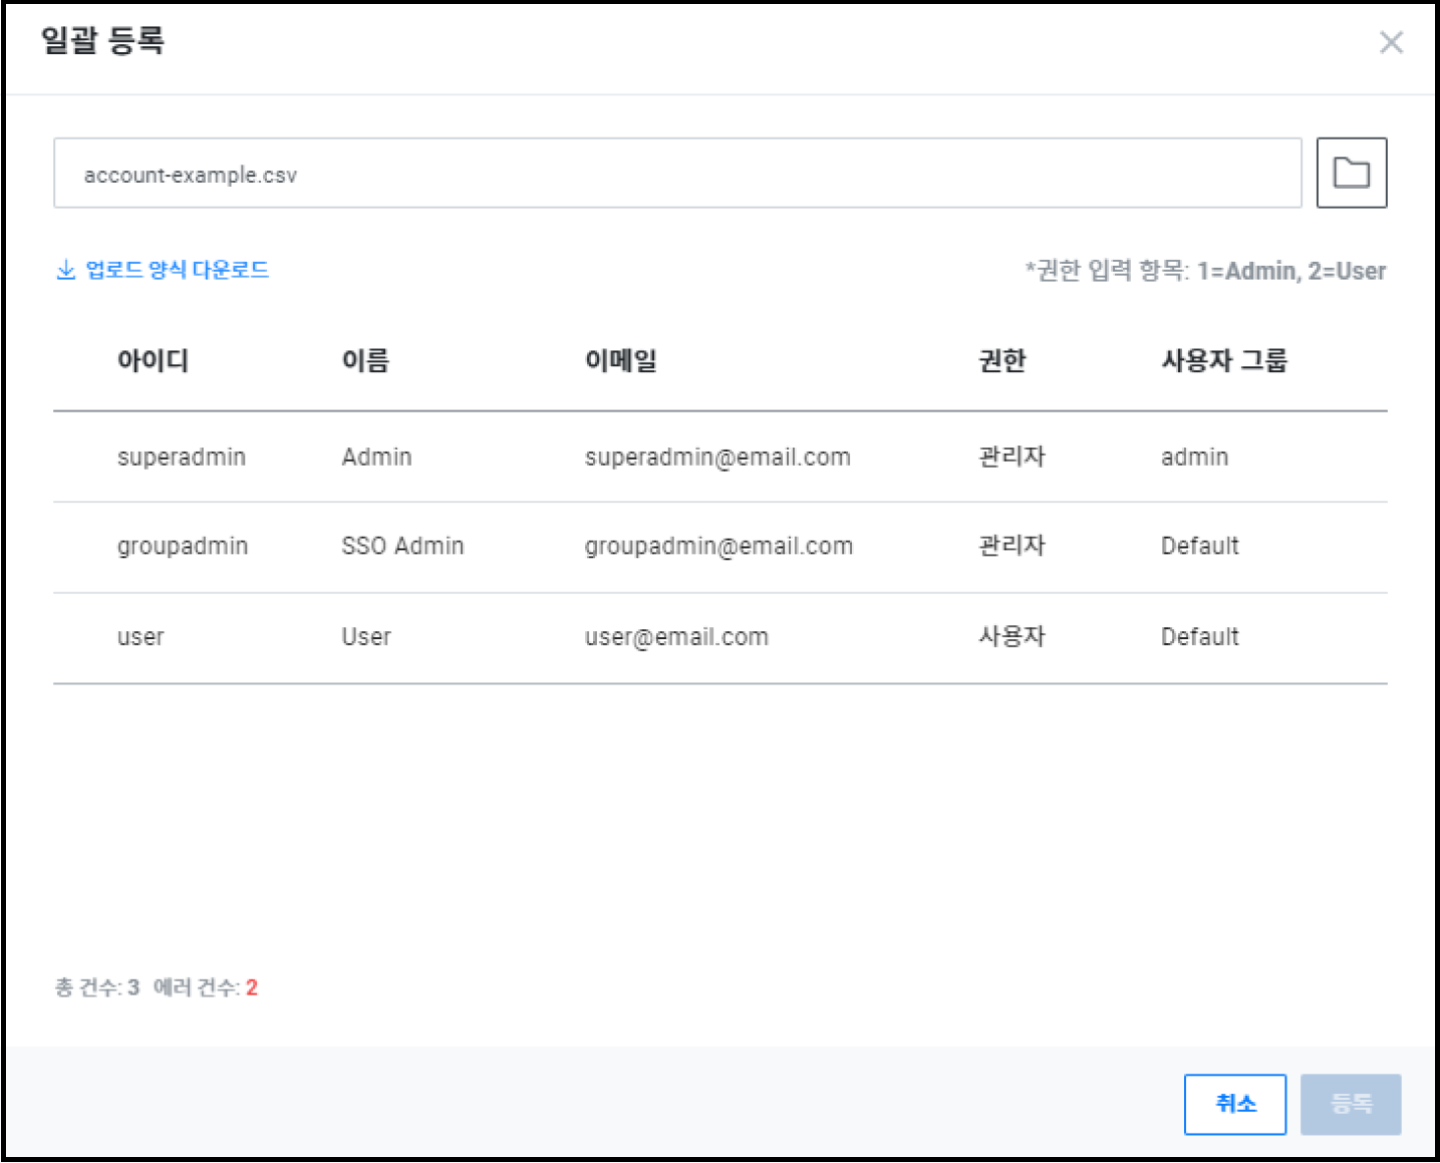 일괄 등록
account-example.csv
업로드 양식 다운로드
*권한 입력 항목: 1=Admin, 2=User
아이디 이름 이메일 권한 사용자 그룹
superadmin Admin superadmin@email.com 관리자 admin
groupadmin SSO Admin groupadmin@email.com 관리자 Default
user User user@email.com 사용자 Default
총 건수: 3 에러 건수: 2
취소 등록